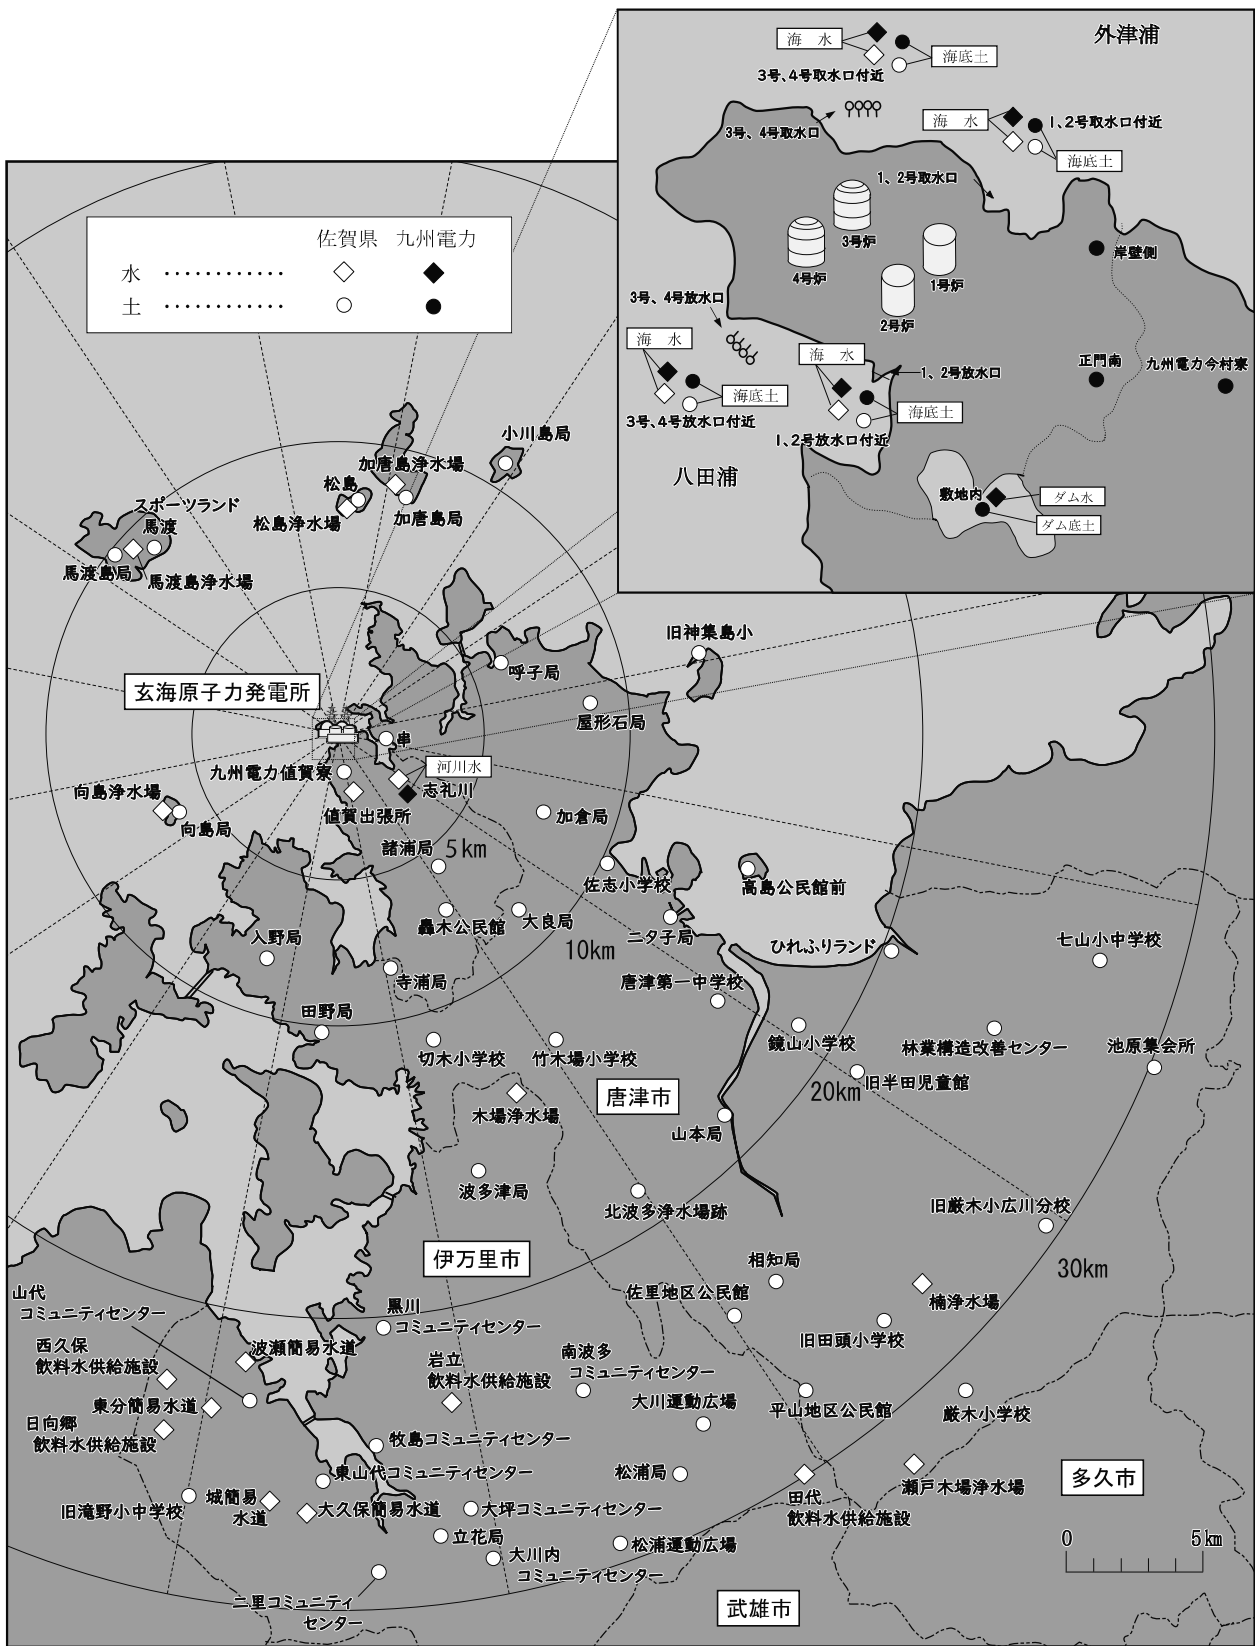 外津浦
海　水
海底土
3号、4号取水口付近
3号、4号取水口
海　水
1、2号取水口付近
海底土
1、2号取水口
3号炉
4号炉
1号炉
2号炉
岸壁側
3号、4号放水口
海　水
海底土
3号、4号放水口付近
海　水
1、2号放水口
海底土
1、2号放水口付近
正門南
九州電力今村寮
八田浦
敷地内
ダム水
ダム底土
佐賀県　九州電力
水 ············
土 ············
小川島局
加唐島浄水場
松島
加唐島局
松島浄水場
スポーツランド
馬渡
馬渡島局
馬渡島浄水場
旧神集島小
呼子局
屋形石局
玄海原子力発電所
串
九州電力値賀寮
河川水
志礼川
値賀出張所
向島浄水場
向島局
加倉局
諸浦局
5km
佐志小学校
高島公民館前
轟木公民館
大良局
二タ子局
入野局
10km
ひれふりランド
七山小中学校
寺浦局
唐津第一中学校
田野局
切木小学校
竹木場小学校
鏡山小学校
林業構造改善センター
池原集会所
唐津市
20km
旧半田児童館
木場浄水場
山本局
波多津局
北波多浄水場跡
旧厳木小広川分校
伊万里市
相知局
30km
山代
コミュニティセンター
佐里地区公民館
楠浄水場
黒川
コミュニティセンター
旧田頭小学校
西久保
飲料水供給施設
波瀬簡易水道
岩立
飲料水供給施設
南波多
コミュニティセンター
東分簡易水道
大川運動広場
平山地区公民館
厳木小学校
日向郷
飲料水供給施設
牧島コミュニティセンター
東山代コミュニティセンター
松浦局
瀬戸木場浄水場
多久市
旧滝野小中学校
城簡易
水道
大久保簡易水道
大坪コミュニティセンター
田代
飲料水供給施設
立花局
松浦運動広場
0
5km
大川内
コミュニティセンター
二里コミュニティ
センター
武雄市